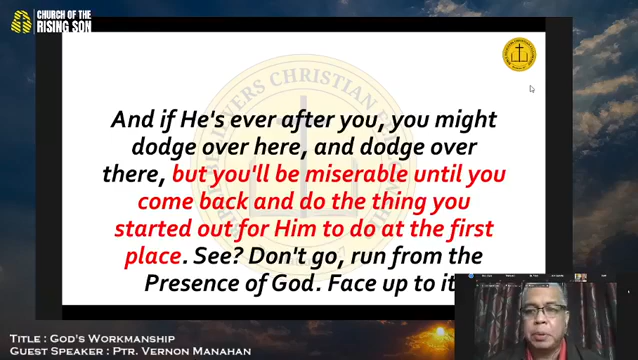 CHURCH OF THE
RISING SON
And if He's ever after you, you might
dodge over here, and dodge over
there, but you'll be miserable until you
come back and do the thing you
started out for Him to do at the first
place. See? Don't go, run from the
Presence of God. Face up to it
Title : God's Workmanship
Guest Speaker : Ptr. Vernon Manahan